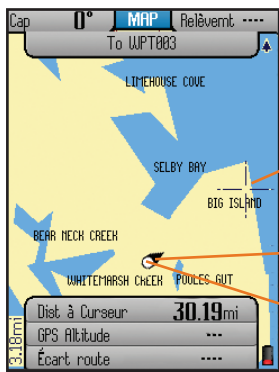 Cap 0° MAP Relèvemt ----
To WPT003
LIMEHOUSE COVE
SELBY BAY
BIG ISLAND
BEAR NECK CREEK
WHITEMARSH CREEK POOLES GUT
Dist à Curseur 30.19mi
GPS Altitude ---
Écart route ----
3.18mi